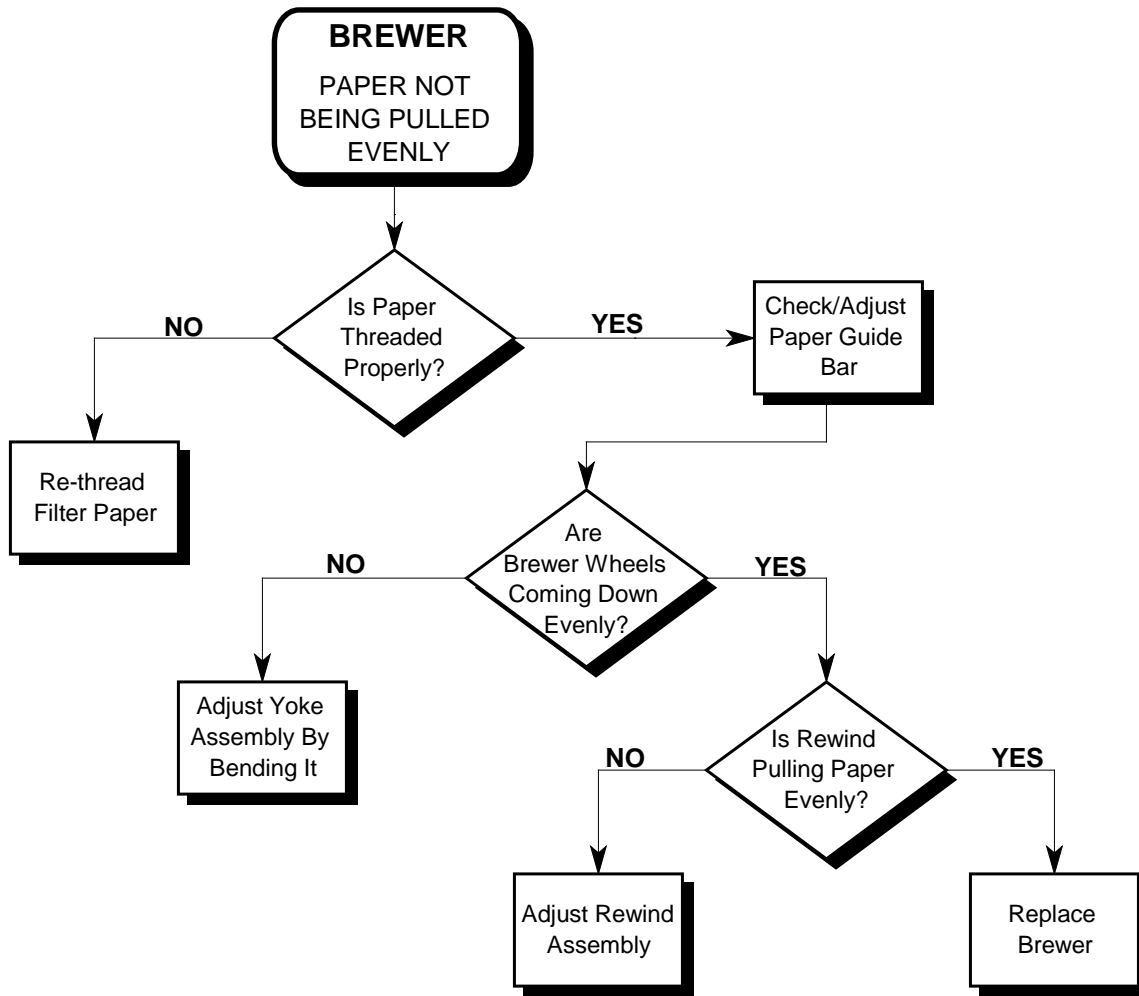 BREWER
PAPER NOT
BEING PULLED
EVENLY
Is Paper
Threaded
Properly?
NO
YES
Check/Adjust
Paper Guide
Bar
Re-thread
Filter Paper
Are
Brewer Wheels
Coming Down
Evenly?
NO
YES
Adjust Yoke
Assembly By
Bending It
Is Rewind
Pulling Paper
Evenly?
NO
YES
Adjust Rewind
Assembly
Replace
Brewer